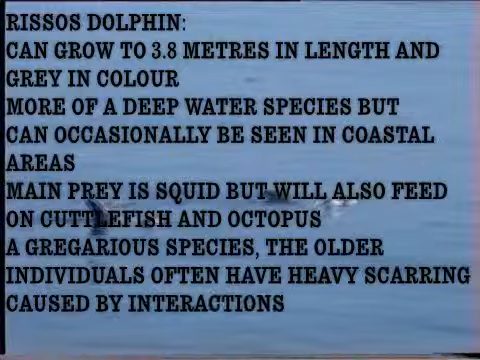 RISSOS DOLPHIN:
CAN GROW TO 3.8 METRES IN LENGTH AND
GREY IN COLOUR
MORE OF A DEEP WATER SPECIES BUT
CAN OCCASIONALLY BE SEEN IN COASTAL
AREAS
MAIN PREY IS SQUID BUT WILL ALSO FEED
ON CUTTLEFISH AND OCTOPUS
A GREGARIOUS SPECIES, THE OLDER
INDIVIDUALS OFTEN HAVE HEAVY SCARRING
CAUSED BY INTERACTIONS